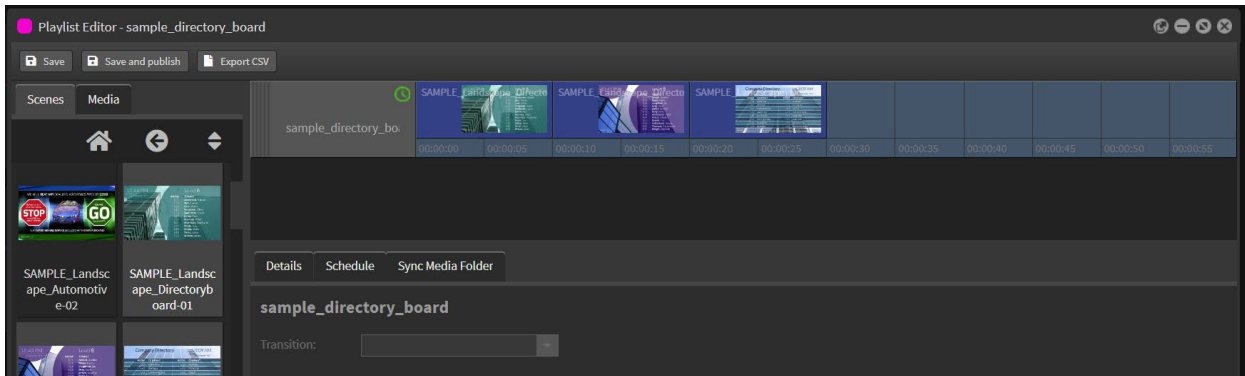 Playlist Editor - sample_directory_board
Save
Save and publish
Export CSV
Scenes
Media
sample_directory_bo.
SAMPLE_Landscape_Directo
SAMPLE_Landscape_Directo
SAMPLE_L
00:00:00
00:00:05
00:00:10
00:00:15
00:00:20
00:00:25
00:00:30
00:00:35
00:00:40
00:00:45
00:00:50
00:00:55
STOP
GO
SAMPLE_Landsc
ape_Automotiv
e-02
SAMPLE_Landsc
ape_Directoryb
oard-01
Details
Schedule
Sync Media Folder
sample_directory_board
Transition: